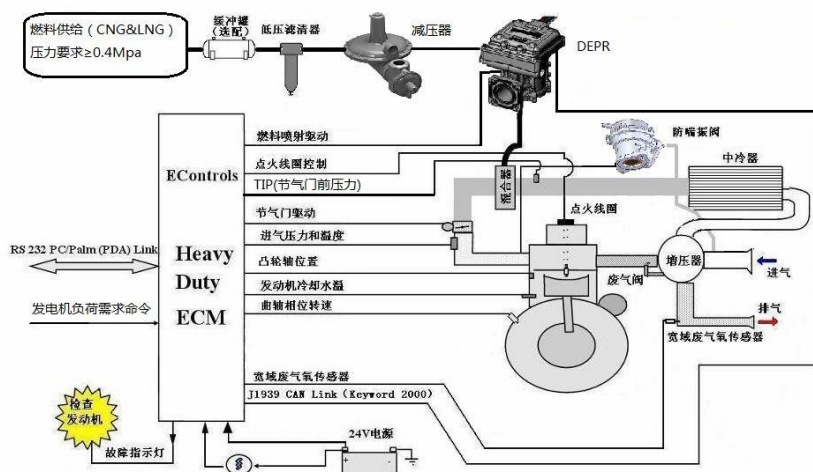 燃料供给（CNG&LNG）
压力要求≥0.4Mpa
缓冲罐
（选配）
低压滤清器
减压器
DEPR
防喘振阀
中冷器
燃料喷射驱动
点火线圈控制
TIP(节气门前压力)
混合器
点火线圈
EControls
节气门驱动
进气压力和温度
凸轮轴位置
发动机冷却水温
曲轴相位转速
Heavy
Duty
ECM
RS 232 PC/Palm (PDA) Link
发电机负荷需求命令
增压器
废气阀
进气
排气
宽域废气氧传感器
宽域废气氧传感器
J1939 CAN Link（Keyword 2000）
检查
发动机
故障指示灯
24V电源